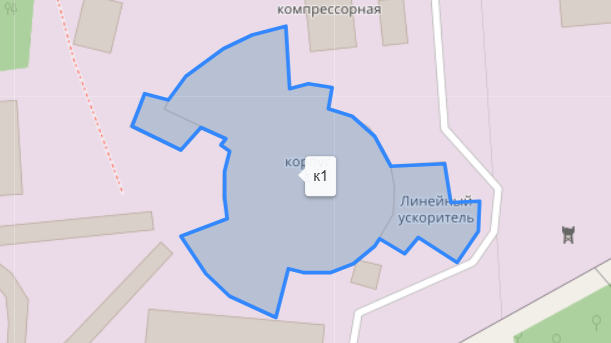 компрессорная
к1
Линейный
ускоритель